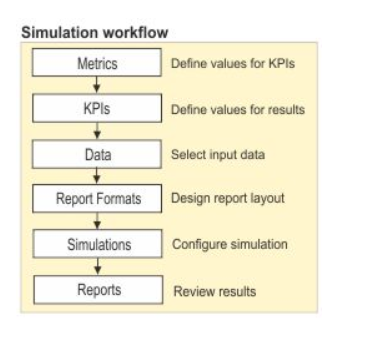 Simulation workflow
Metrics Define values for KPIs
KPIs Define values for results
Data Select input data
Report Formats Design report layout
Simulations Configure simulation
Reports Review results